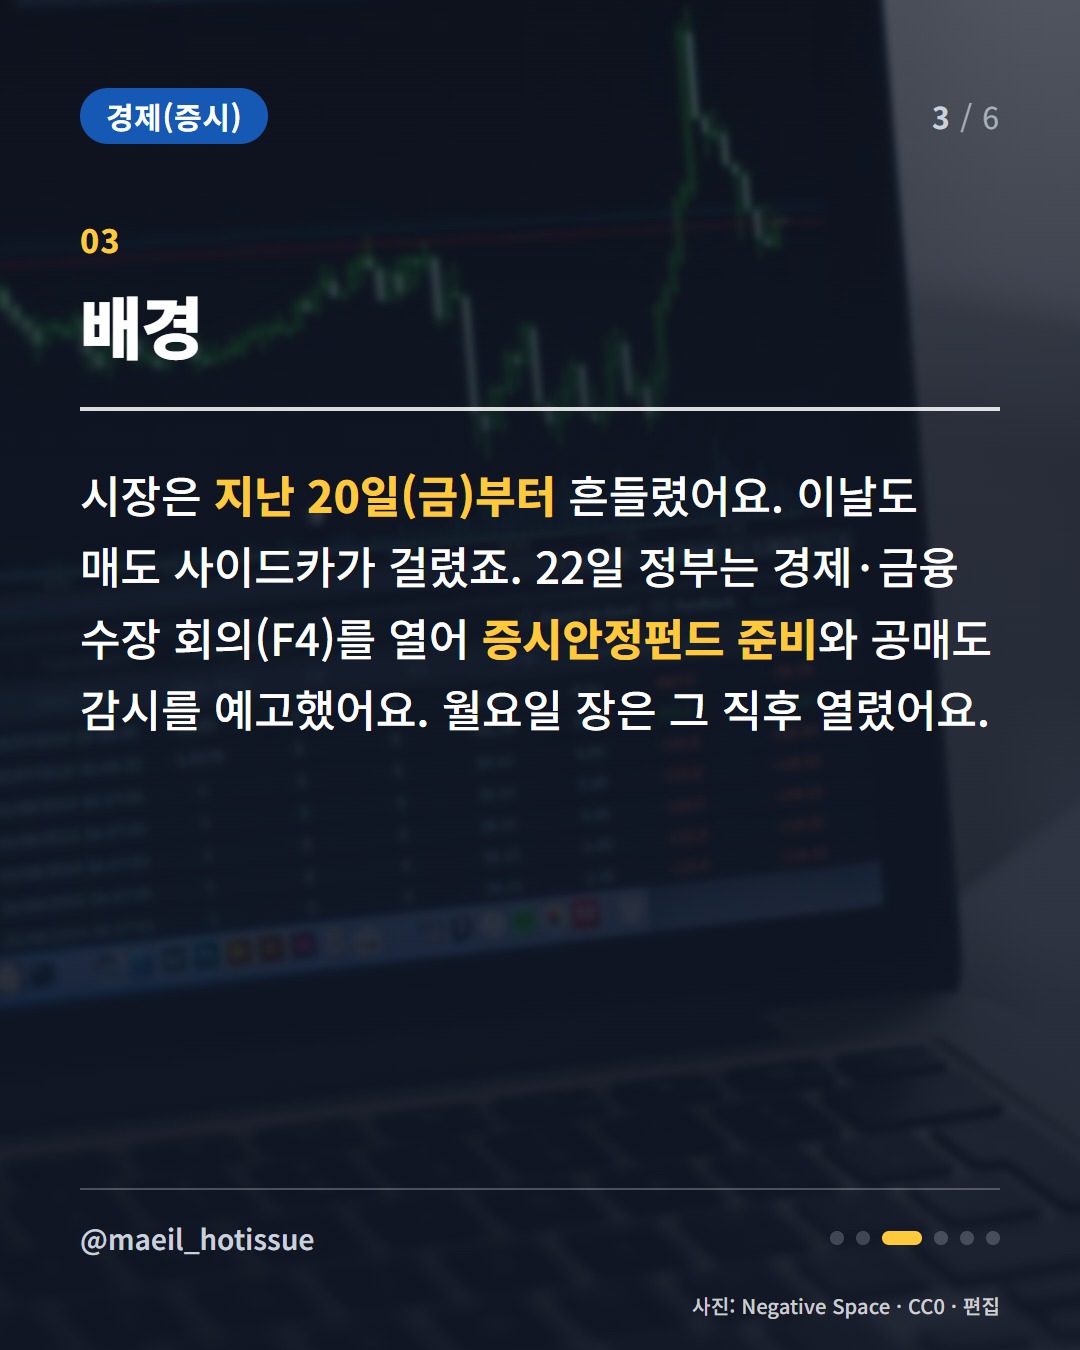 경제(증시)
3 / 6
03
배경
시장은 지난 20일(금)부터 흔들렸어요. 이날도
매도 사이드카가 걸렸죠. 22일 정부는 경제·금융
수장 회의(F4)를 열어 증시안정펀드 준비와 공매도
감시를 예고했어요. 월요일 장은 그 직후 열렸어요.
@maeil_hotissue
사진: Negative Space · CC0 · 편집